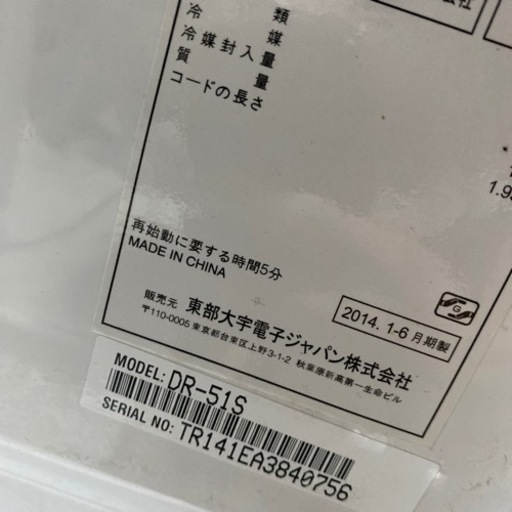 会社
類
冷　媒
冷媒封入量
質　量
コードの長さ
1.9
再始動に要する時間5分
MADE IN CHINA
2014. 1-6 月期製
販売元 東部大宇電子ジャパン株式会社
〒110-0005 東京都台東区上野3-1-2 秋葉原新高第一生命ビル
MODEL: DR-51S
SERIAL NO: TR141EA3840756